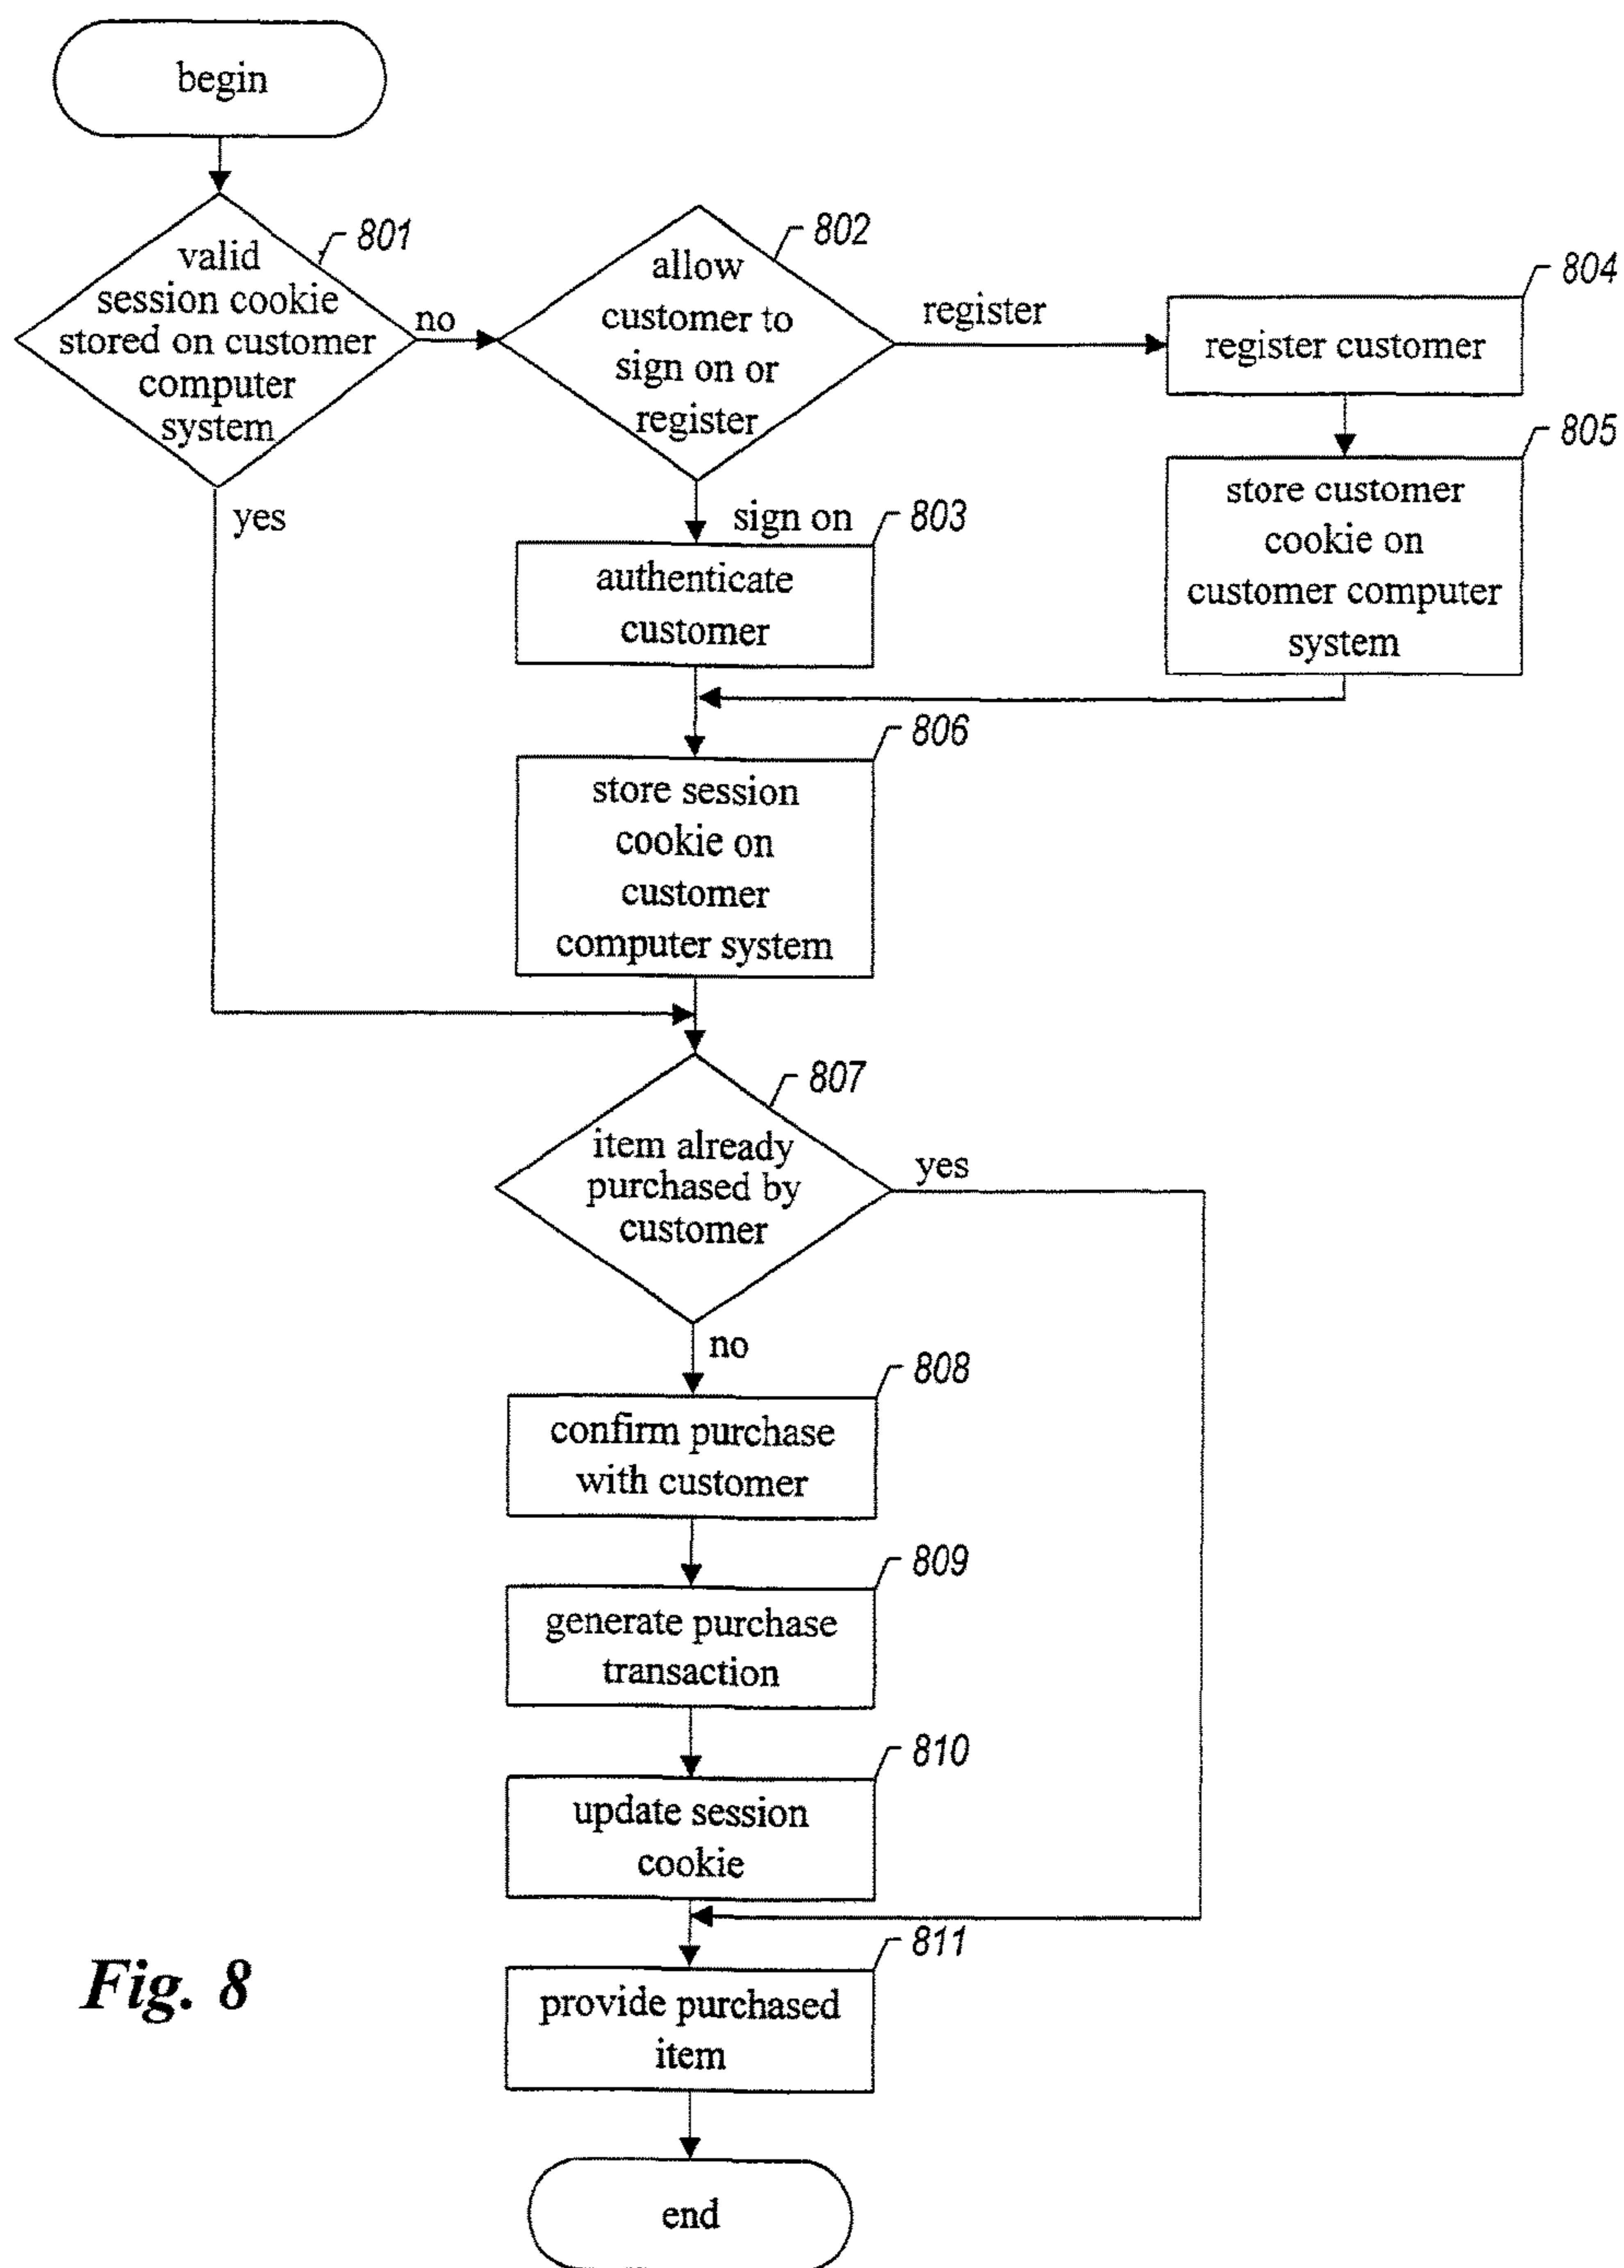 begin
801
valid
session cookie
stored on customer
computer
system
no
yes
802
allow
customer to
sign on or
register
register
804
register customer
805
store customer
cookie on
customer computer
system
sign on
803
authenticate
customer
806
store session
cookie on
customer
computer system
807
item already
purchased by
customer
yes
no
808
confirm purchase
with customer
809
generate purchase
transaction
810
update session
cookie
811
provide purchased
item
end
Fig. 8